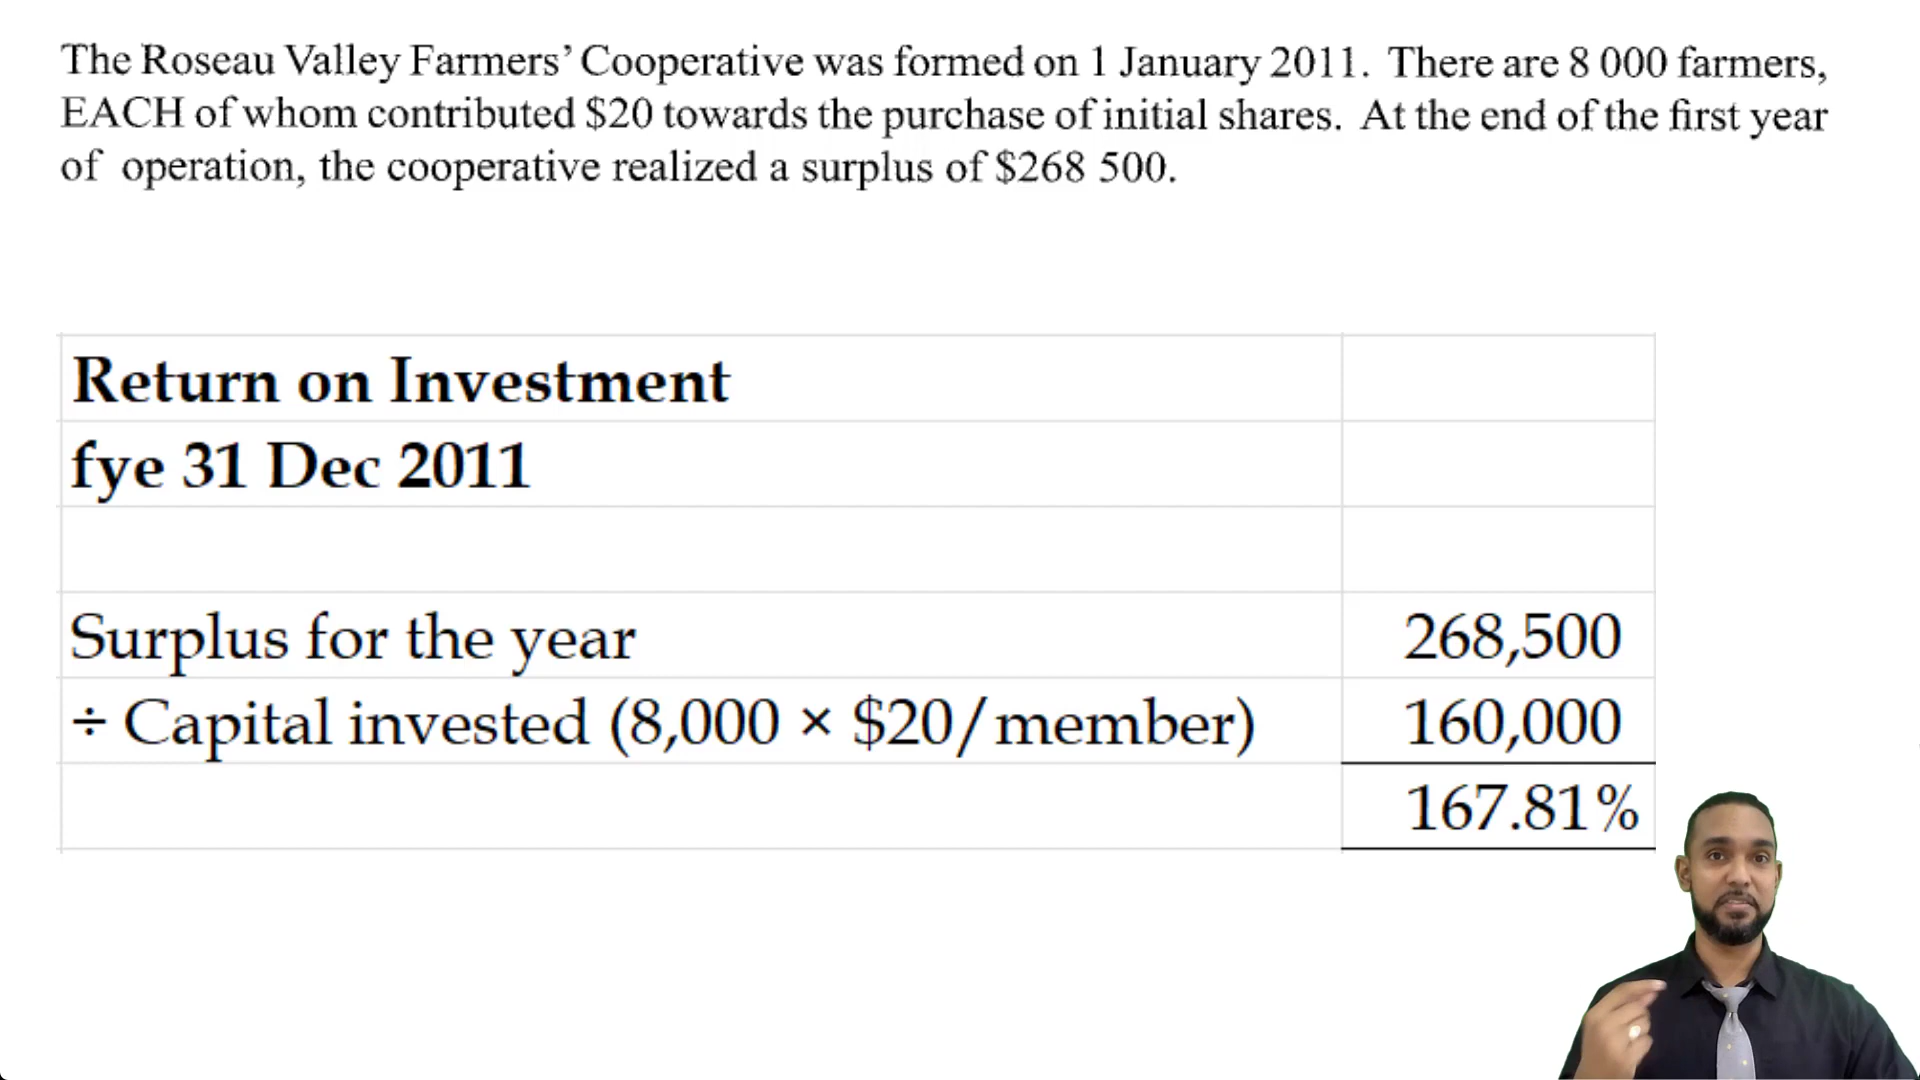 The Roseau Valley Farmers’ Cooperative was formed on 1 January 2011. There are 8 000 farmers,
EACH of whom contributed $20 towards the purchase of initial shares. At the end of the first year
of operation, the cooperative realized a surplus of $268 500.
Return on Investment
fye 31 Dec 2011
Surplus for the year 268,500
÷ Capital invested (8,000 × $20/member) 160,000
167.81%